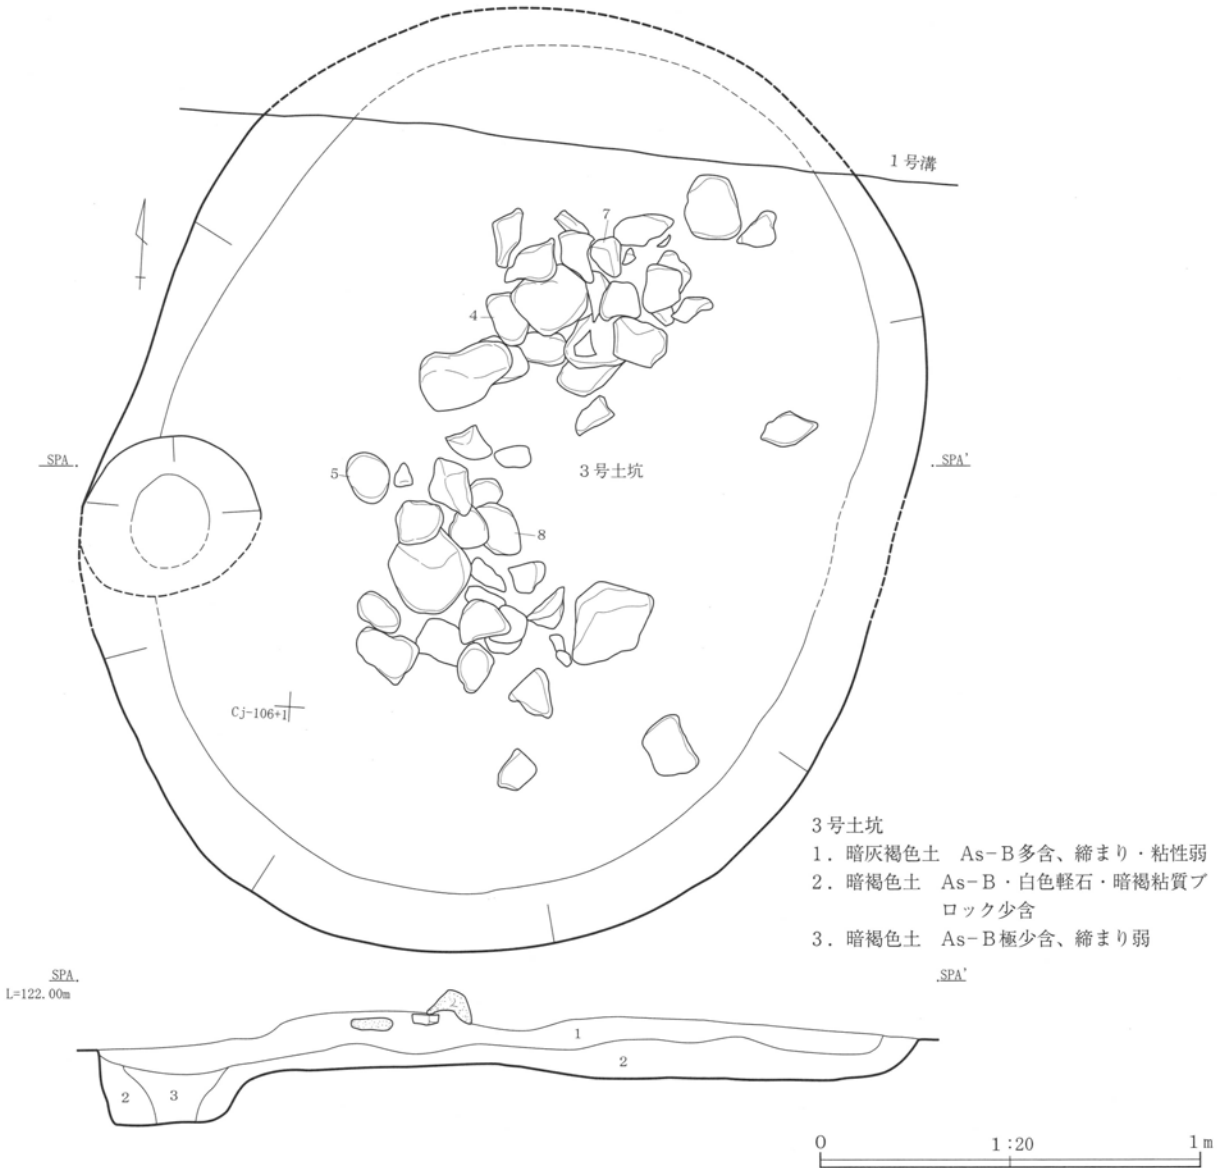 1号溝
7
4
SPA
SPA'
5
3号土坑
8
Cj-106+1
3号土坑
1．暗灰褐色土　As-B多含、締まり・粘性弱
2．暗褐色土　As-B・白色軽石・暗褐粘質ブ
ロック少含
3．暗褐色土　As-B極少含、締まり弱
SPA
SPA'
L=122.00m
1
2
2
3
0
1:20
1m